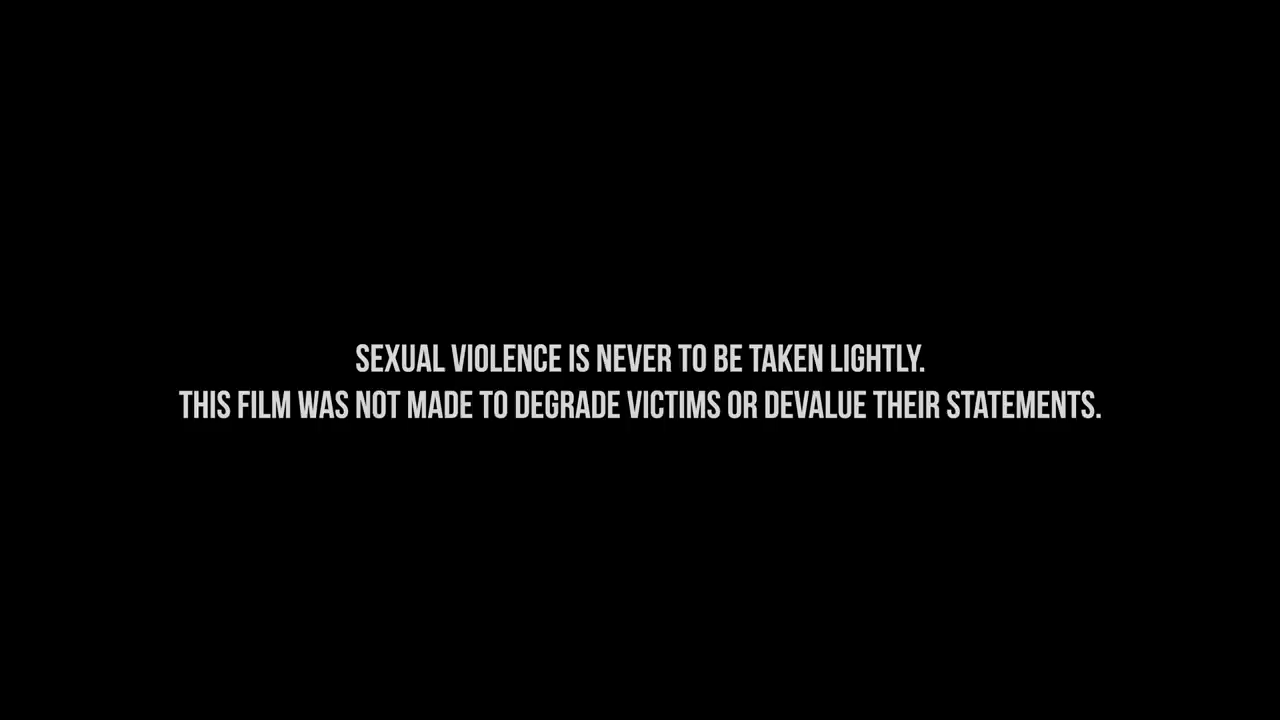 SEXUAL VIOLENCE IS NEVER TO BE TAKEN LIGHTLY.
THIS FILM WAS NOT MADE TO DEGRADE VICTIMS OR DEVALUE THEIR STATEMENTS.